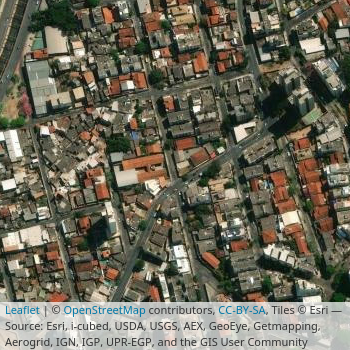 Leaflet | © OpenStreetMap contributors, CC-BY-SA, Tiles © Esri —
Source: Esri, i-cubed, USDA, USGS, AEX, GeoEye, Getmapping,
Aerogrid, IGN, IGP, UPR-EGP, and the GIS User Community